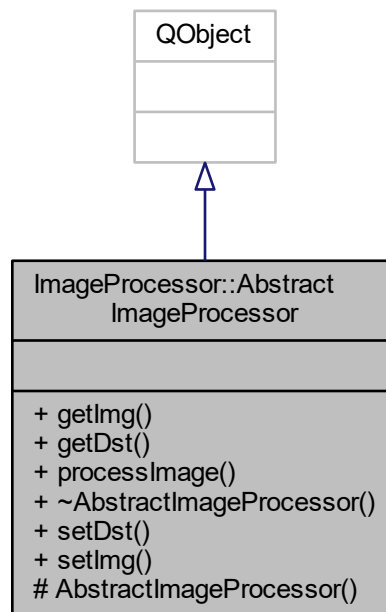 QObject
ImageProcessor::Abstract
ImageProcessor
+ getImg()
+ getDst()
+ processImage()
+ ~AbstractImageProcessor()
+ setDst()
+ setImg()
# AbstractImageProcessor()